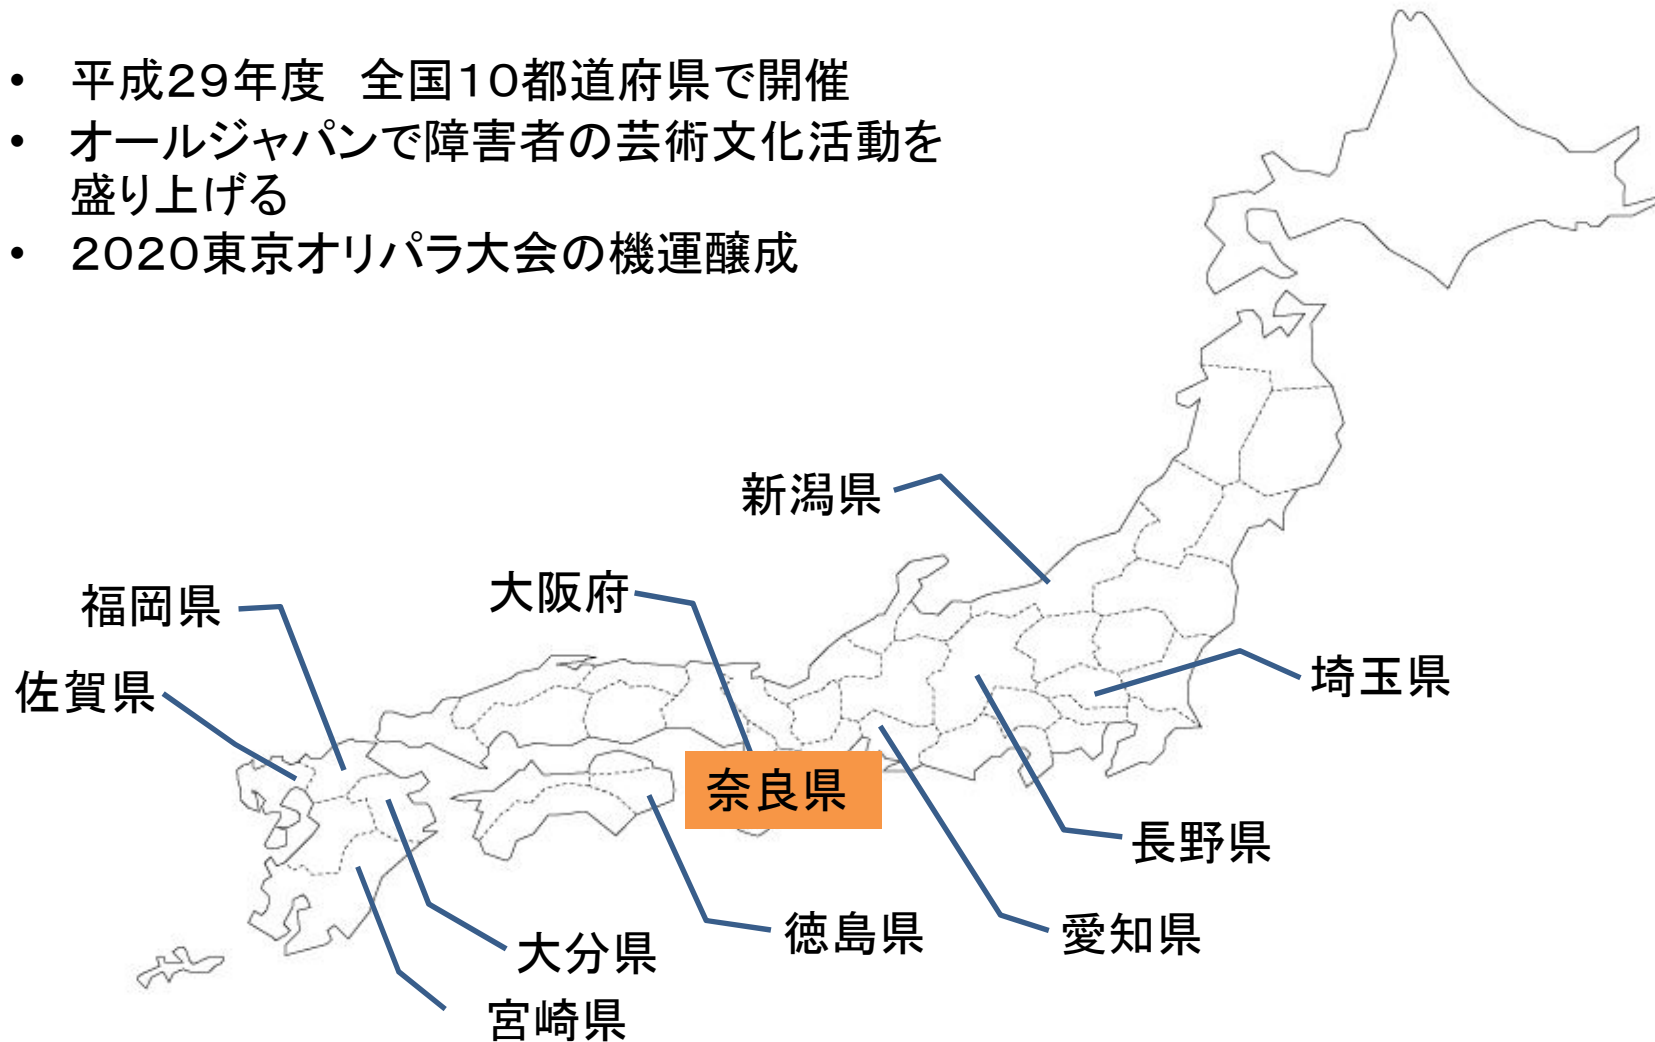 • 平成29年度　全国10都道府県で開催
• オールジャパンで障害者の芸術文化活動を
盛り上げる
• 2020東京オリパラ大会の機運醸成
新潟県
大阪府
福岡県
佐賀県
埼玉県
奈良県
長野県
徳島県
愛知県
大分県
宮崎県